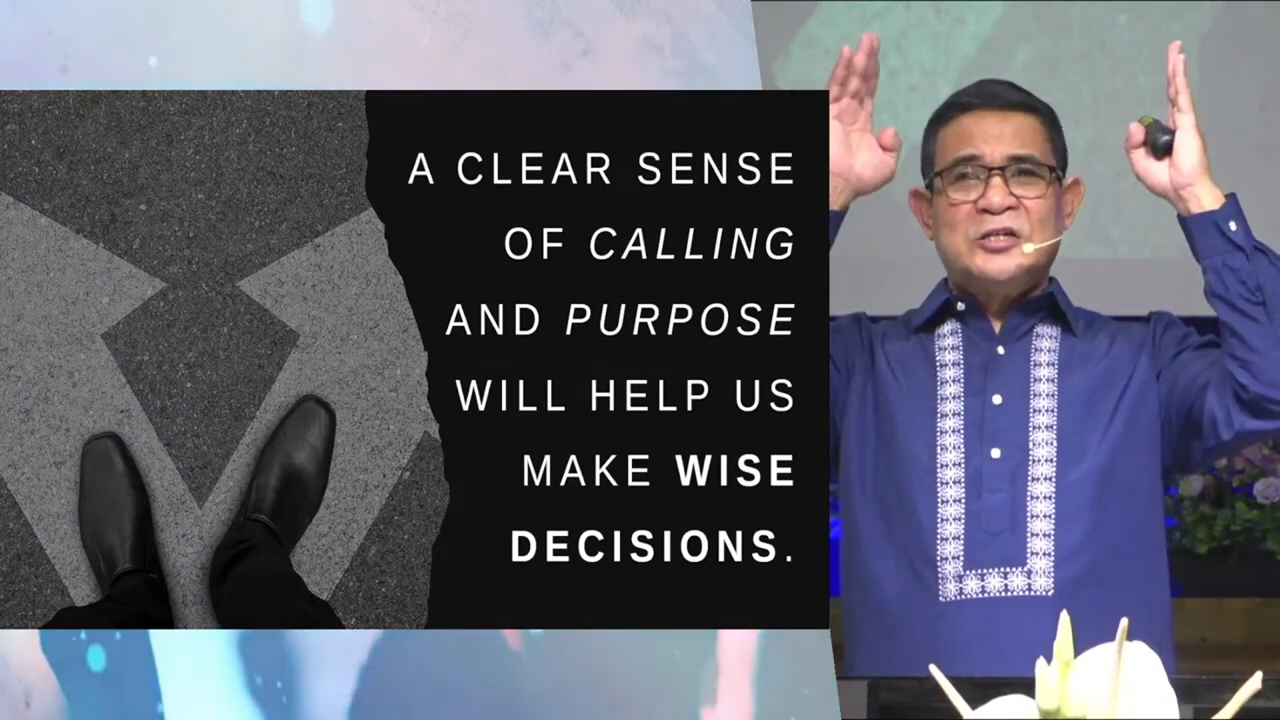 A CLEAR SENSE
OF CALLING
AND PURPOSE
WILL HELP US
MAKE WISE
DECISIONS.